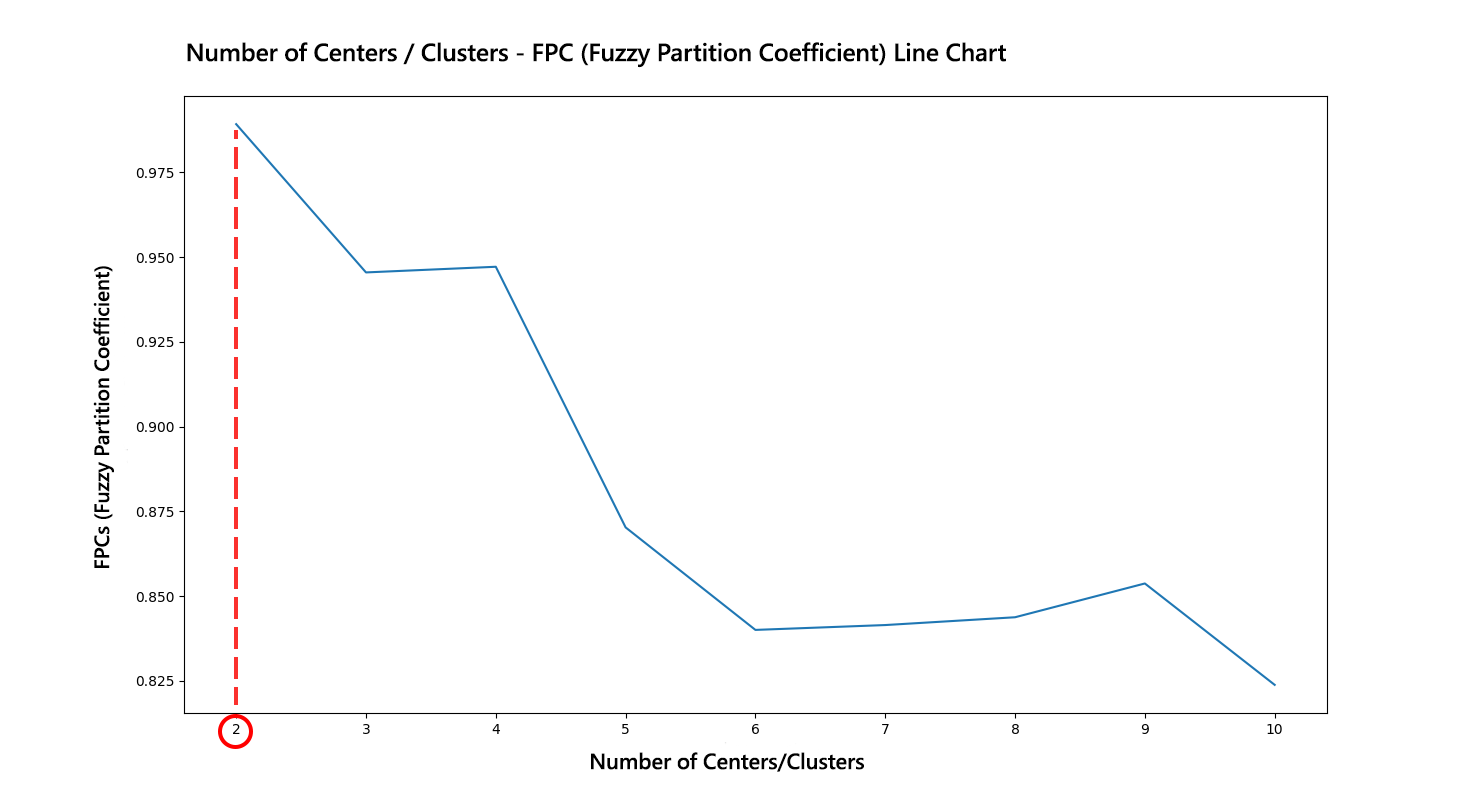 Number of Centers / Clusters - FPC (Fuzzy Partition Coefficient) Line Chart
FPCs (Fuzzy Partition Coefficient)
0.975
0.950
0.925
0.900
0.875
0.850
0.825
2 3 4 5 6 7 8 9 10
Number of Centers/Clusters